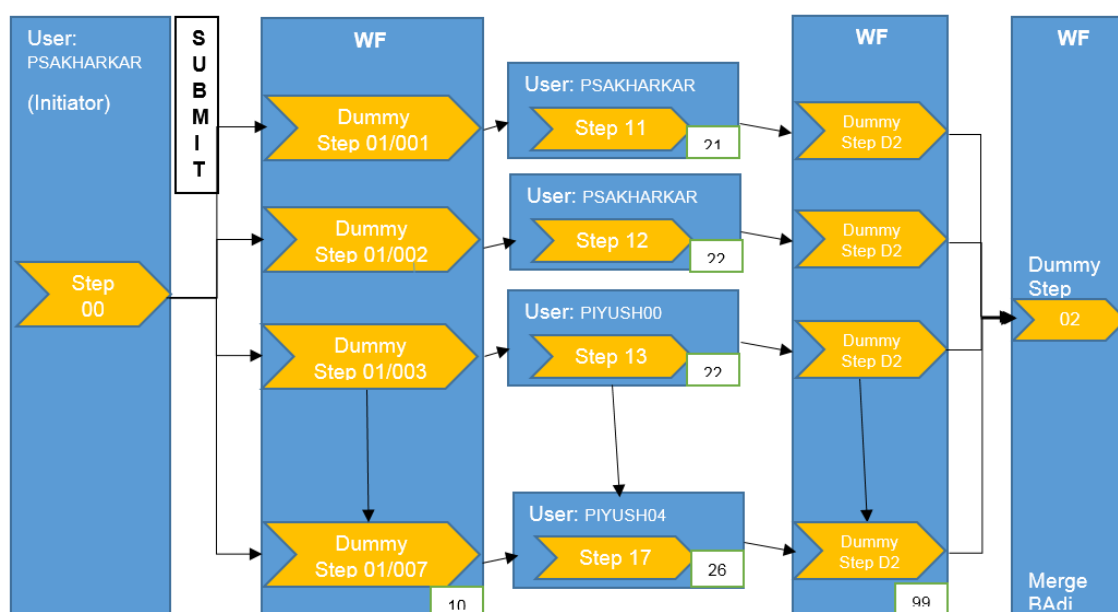 User:
PSAKHARKAR
(Initiator)
Step
00
S
U
B
M
I
T
WF
Dummy
Step 01/001
Dummy
Step 01/002
Dummy
Step 01/003
Dummy
Step 01/007
10
User: PSAKHARKAR
Step 11
21
User: PSAKHARKAR
Step 12
22
User: PIYUSH00
Step 13
22
User: PIYUSH04
Step 17
26
WF
Dummy
Step D2
Dummy
Step D2
Dummy
Step D2
Dummy
Step D2
99
WF
Dummy
Step
02
Merge
BAdi